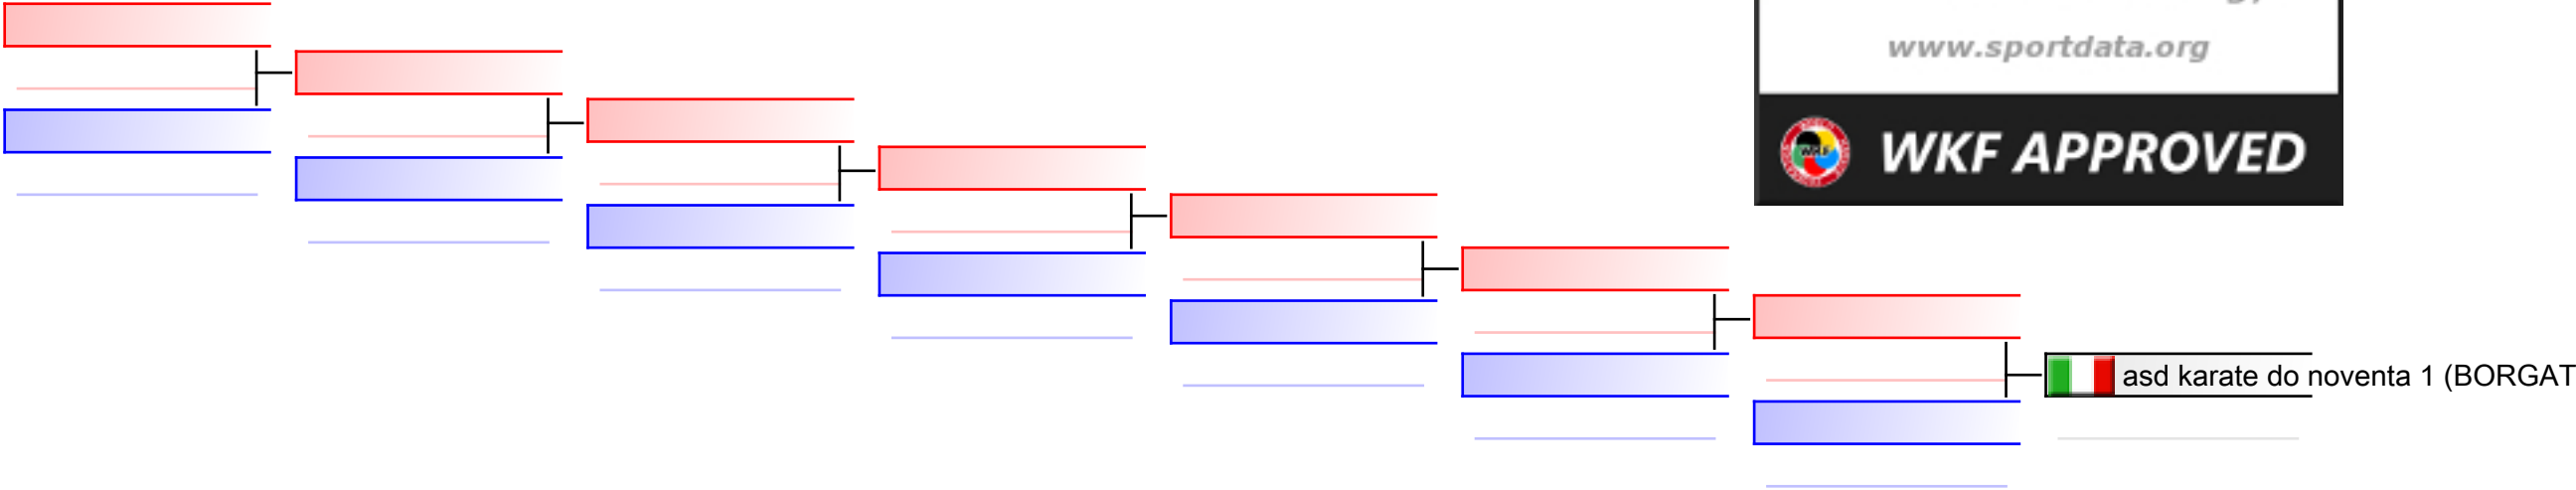 www.sportdata.org
WKF APPROVED
asd karate do noventa 1 (BORGAT